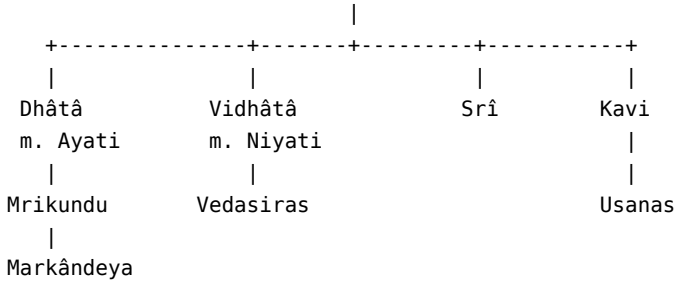 Dhâtâ Vidhâtâ Srî Kavi
m. Ayati m. Niyati
Mrikundu Vedasiras Usanas
Markândeya